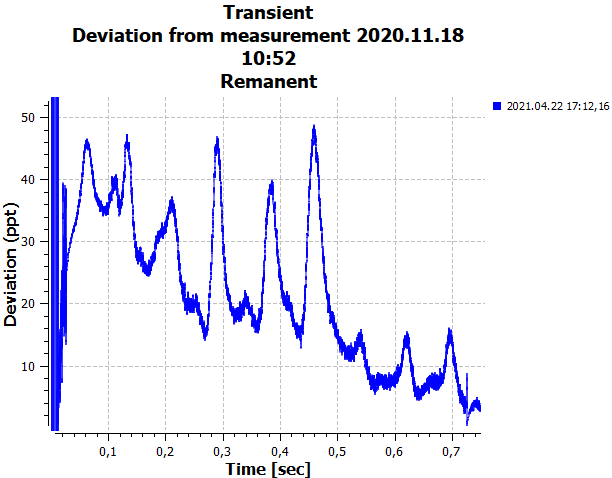 Transient
Deviation from measurement 2020.11.18
10:52
Remanent
2021.04.22 17:12,16
Deviation (ppt)
50
40
30
20
10
0,1 0,2 0,3 0,4 0,5 0,6 0,7
Time [sec]